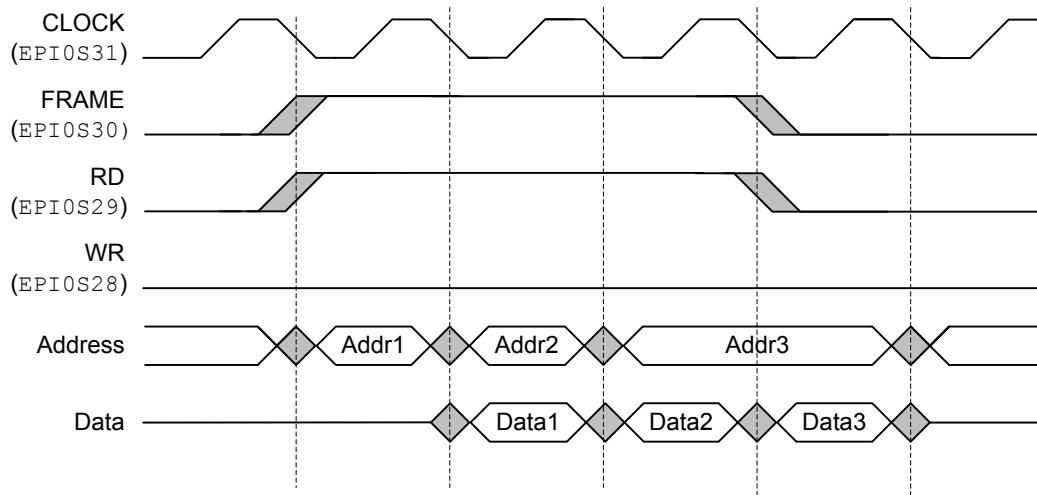 CLOCK
(EPI0S31)
FRAME
(EPI0S30)
RD
(EPI0S29)
WR
(EPI0S28)
Address Addr1 Addr2 Addr3
Data Data1 Data2 Data3